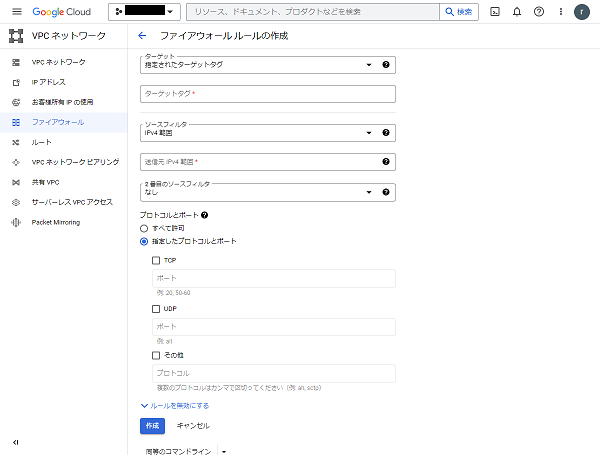 Google Cloud
リソース、ドキュメント、プロダクトなどを検索
検索
r
VPC ネットワーク
ファイアウォール ルールの作成
VPC ネットワーク
IP アドレス
お客様所有 IP の使用
ファイアウォール
ルート
VPC ネットワーク ピアリング
共有 VPC
サーバーレス VPC アクセス
Packet Mirroring
ターゲット
指定されたターゲットタグ
ターゲットタグ *
ソースフィルタ
IPv4 範囲
送信元 IPv4 範囲 *
2 番目のソースフィルタ
なし
プロトコルとポート
すべて許可
指定したプロトコルとポート
TCP
ポート
例: 20, 50-60
UDP
ポート
例: all
その他
プロトコル
複数のプロトコルはカンマで区切ってください（例: ah, sctp）
ルールを無効にする
作成
キャンセル
同等のコマンドライン